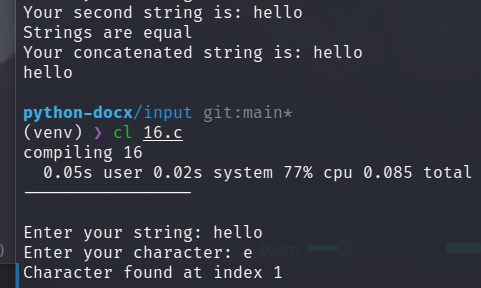 Your second string is: hello
Strings are equal
Your concatenated string is: hello
hello
python-docx/input git:main*
(venv) ❯ cl 16.c
compiling 16
0.05s user 0.02s system 77% cpu 0.085 total
─────────────────
Enter your string: hello
Enter your character: e
Zoom:
Character found at index 1